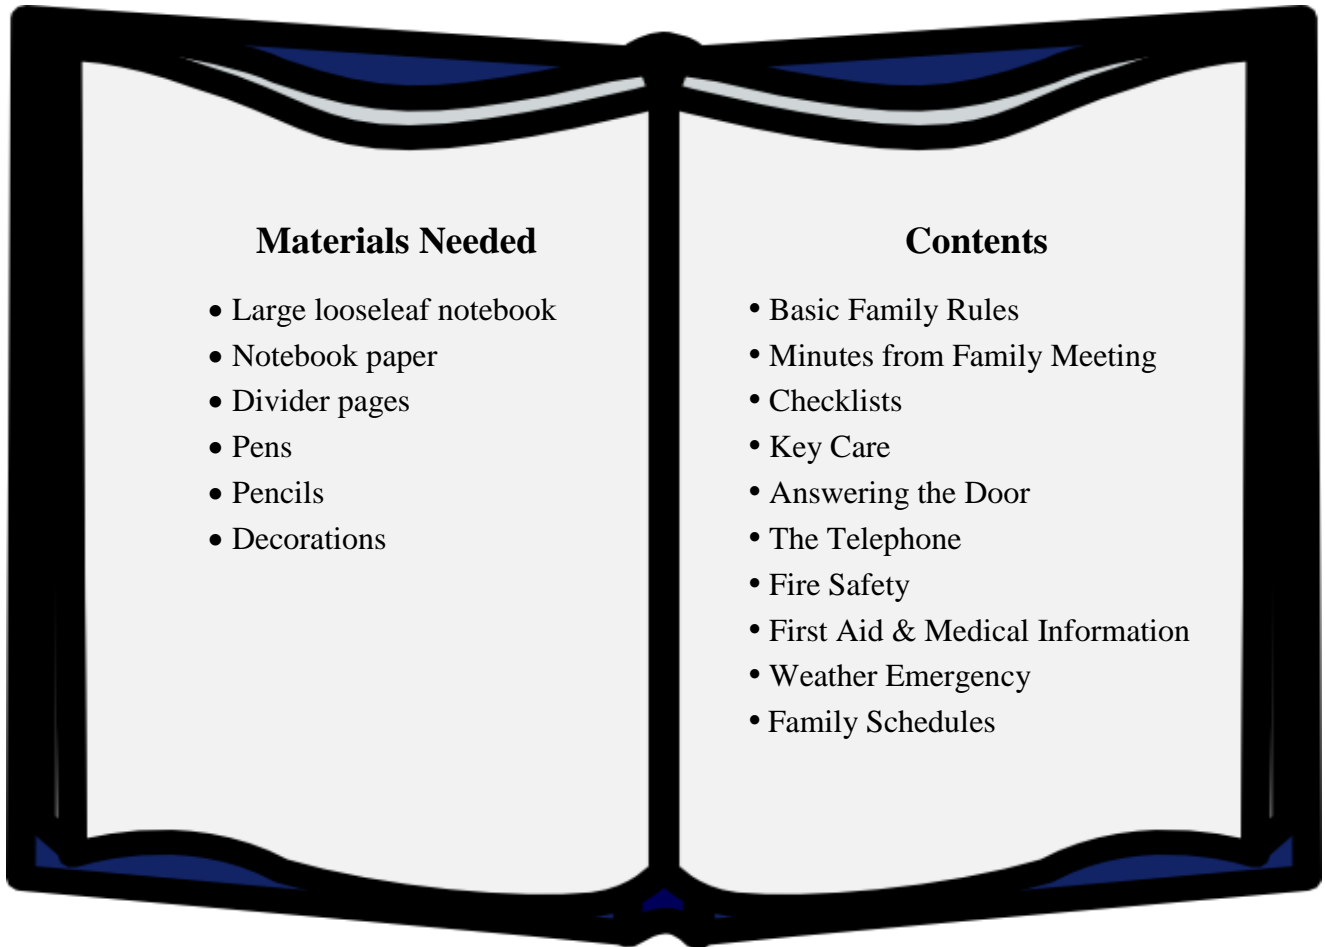 Materials Needed
• Large looseleaf notebook
• Notebook paper
• Divider pages
• Pens
• Pencils
• Decorations
Contents
• Basic Family Rules
• Minutes from Family Meeting
• Checklists
• Key Care
• Answering the Door
• The Telephone
• Fire Safety
• First Aid & Medical Information
• Weather Emergency
• Family Schedules